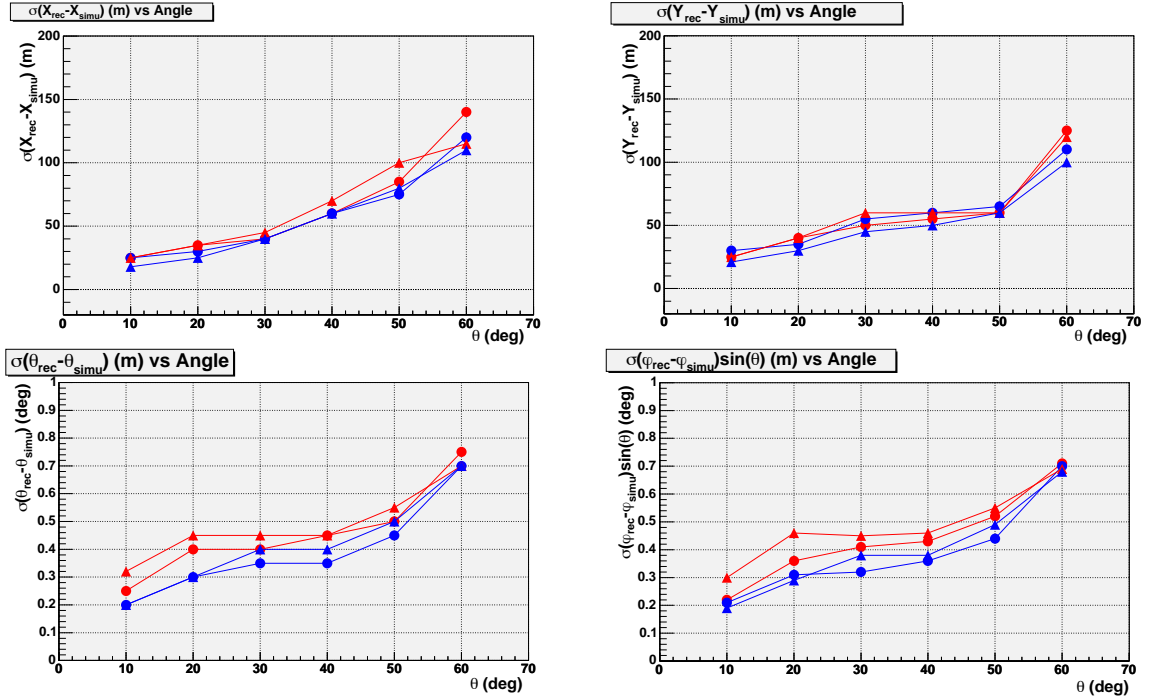 σ(X_rec-X_simu) (m) vs Angle
σ(X_rec-X_simu) (m)
200
150
100
50
0
0 10 20 30 40 50 60 70
θ (deg)
σ(Y_rec-Y_simu) (m) vs Angle
σ(Y_rec-Y_simu) (m)
200
150
100
50
0
0 10 20 30 40 50 60 70
θ (deg)
σ(θ_rec-θ_simu) (m) vs Angle
σ(θ_rec-θ_simu) (deg)
1
0.9
0.8
0.7
0.6
0.5
0.4
0.3
0.2
0.1
0
0 10 20 30 40 50 60 70
θ (deg)
σ(φ_rec-φ_simu)sin(θ) (m) vs Angle
σ(φ_rec-φ_simu)sin(θ) (deg)
1
0.9
0.8
0.7
0.6
0.5
0.4
0.3
0.2
0.1
0
0 10 20 30 40 50 60 70
θ (deg)